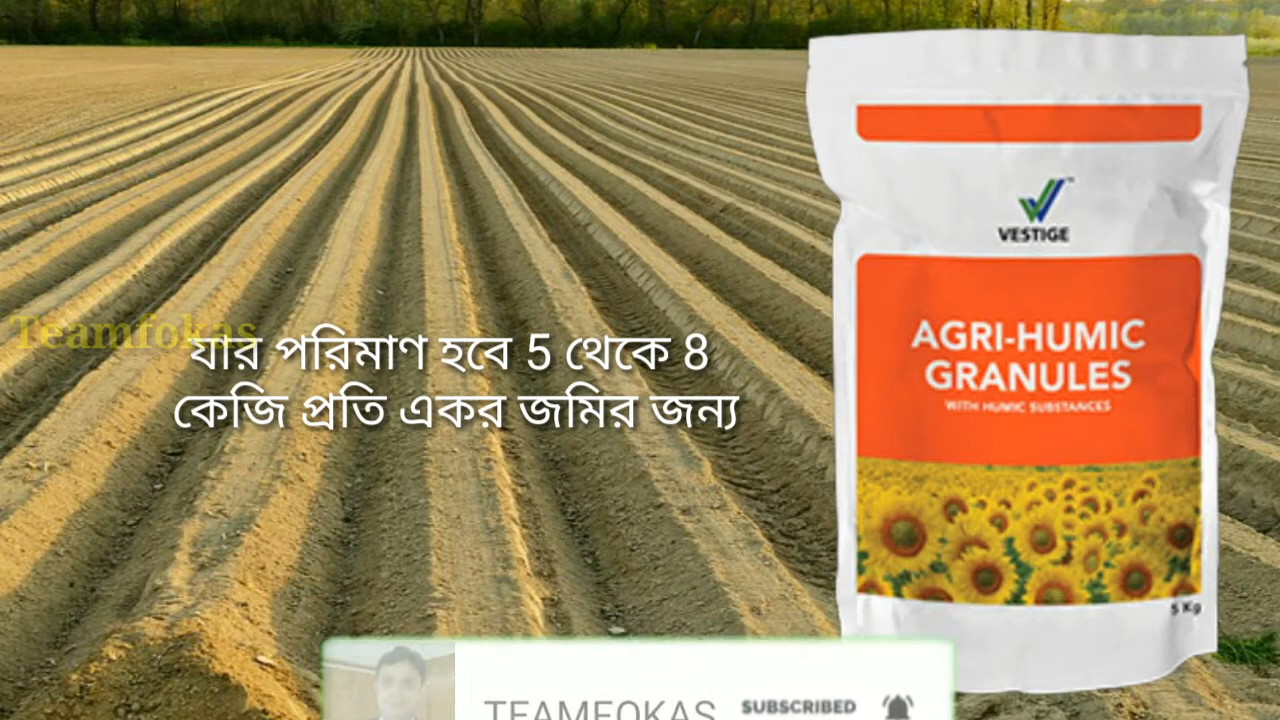 Teamfokas
যার পরিমাণ হবে 5 থেকে 8
কেজি প্রতি একর জমির জন্য
VESTIGE
AGRI-HUMIC
GRANULES
WITH HUMIC SUBSTANCES
5 Kg
TEAMFOKAS SUBSCRIBED